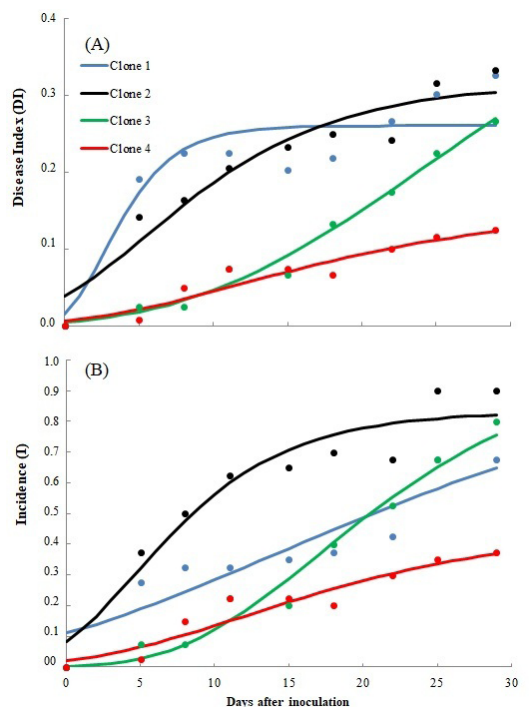 (A)
Disease Index (DI)
0.4
0.3
0.2
0.1
0.0
Clone 1
Clone 2
Clone 3
Clone 4
(B)
Incidence (I)
1.0
0.9
0.8
0.7
0.6
0.5
0.4
0.3
0.2
0.1
00
0 5 10 15 20 25 30
Days after inoculation